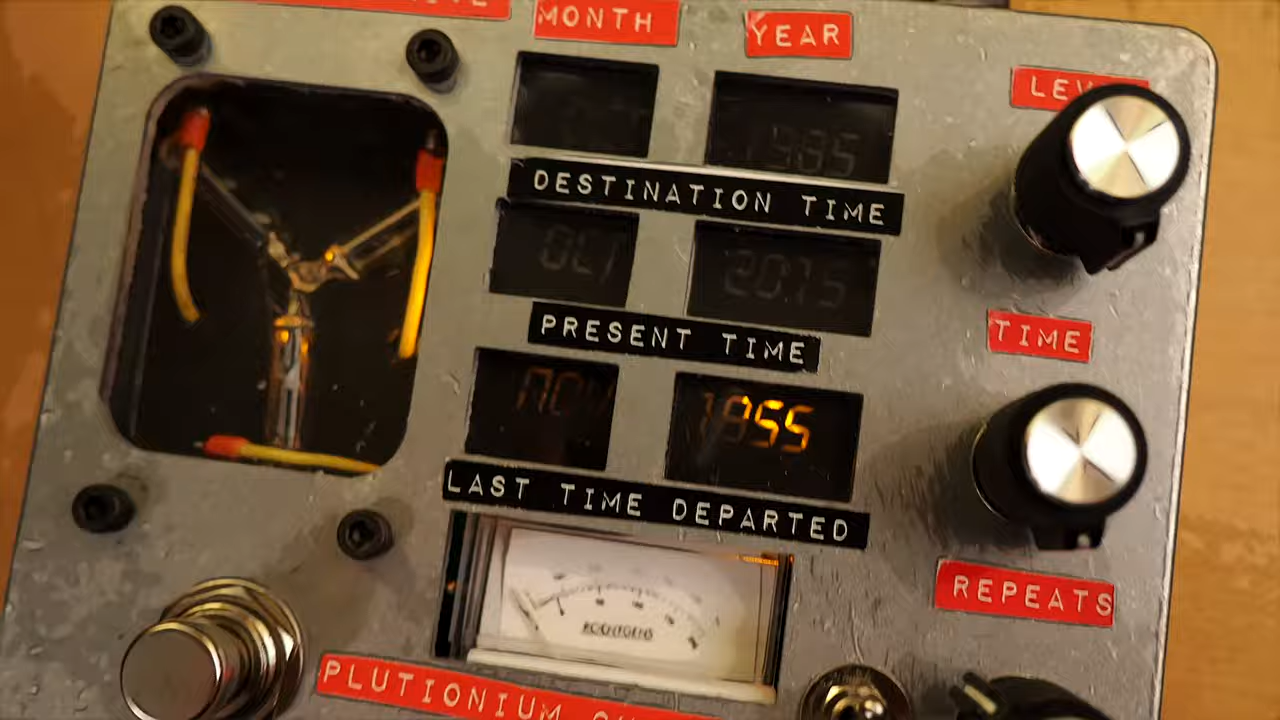 MONTH
YEAR
1985
DESTINATION TIME
OCT
2015
PRESENT TIME
TIME
NOV
1955
LAST TIME DEPARTED
REPEATS
PLUTIONIUM